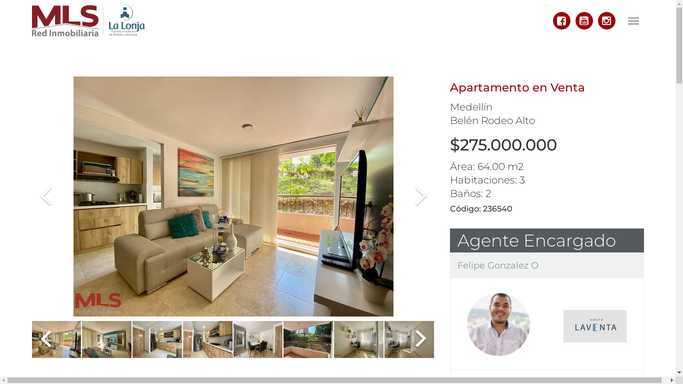 MLS
Red Inmobiliaria
La Lonja
Apartamento en Venta
Medellín
Belén Rodeo Alto
$275.000.000
Área: 64.00 m2
Habitaciones: 3
Baños: 2
Código: 236540
Agente Encargado
Felipe Gonzalez O
MLS
LAVENTA